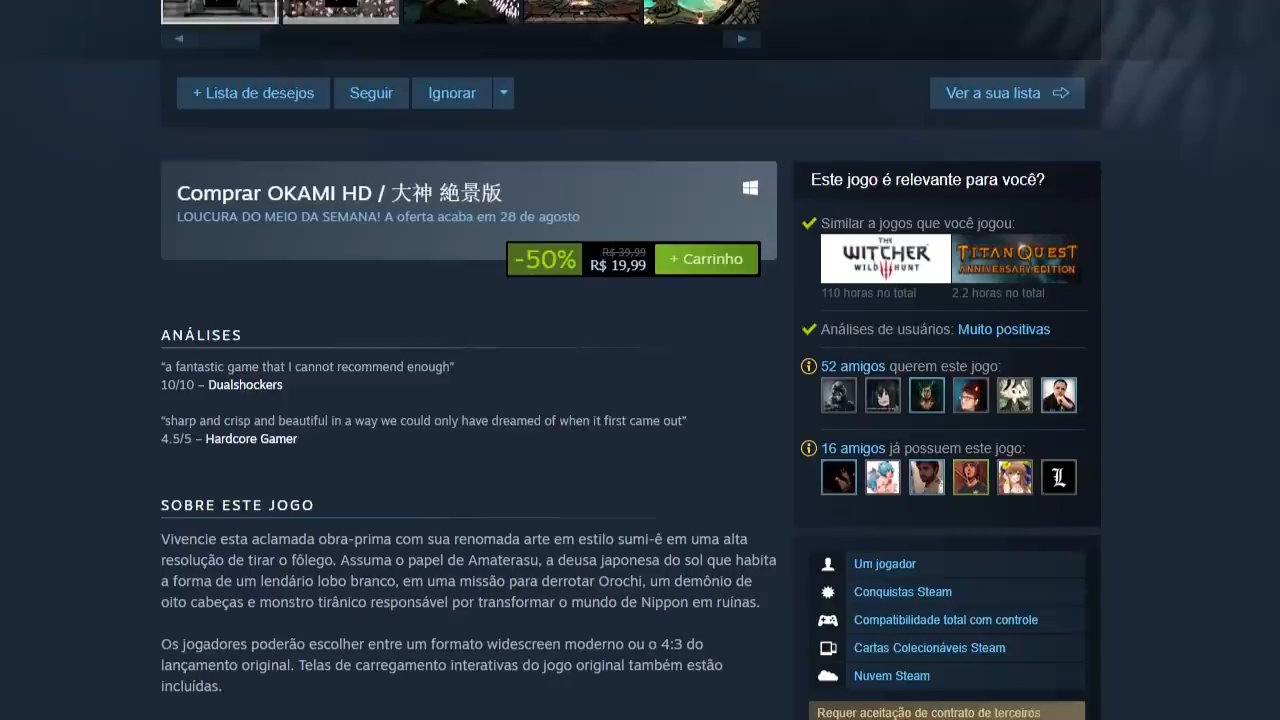 + Lista de desejos
Seguir
Ignorar
Ver a sua lista
Comprar OKAMI HD / 大神 絶景版
LOUCURA DO MEIO DA SEMANA! A oferta acaba em 28 de agosto
-50%
R$ 39,99
R$ 19,99
+ Carrinho
ANÁLISES
“a fantastic game that I cannot recommend enough”
10/10 – Dualshockers
“sharp and crisp and beautiful in a way we could only have dreamed of when it first came out”
4.5/5 – Hardcore Gamer
SOBRE ESTE JOGO
Vivencie esta aclamada obra-prima com sua renomada arte em estilo sumi-ê em uma alta
resolução de tirar o fôlego. Assuma o papel de Amaterasu, a deusa japonesa do sol que habita
a forma de um lendário lobo branco, em uma missão para derrotar Orochi, um demônio de
oito cabeças e monstro tirânico responsável por transformar o mundo de Nippon em ruínas.
Os jogadores poderão escolher entre um formato widescreen moderno ou o 4:3 do
lançamento original. Telas de carregamento interativas do jogo original também estão
incluídas.
Este jogo é relevante para você?
Similar a jogos que você jogou:
THE
WITCHER
WILD HUNT
TITAN QUEST
ANNIVERSARY EDITION
110 horas no total
2.2 horas no total
Análises de usuários: Muito positivas
52 amigos querem este jogo:
16 amigos já possuem este jogo:
L
Um jogador
Conquistas Steam
Compatibilidade total com controle
Cartas Colecionáveis Steam
Nuvem Steam
Requer aceitação de contrato de terceiros